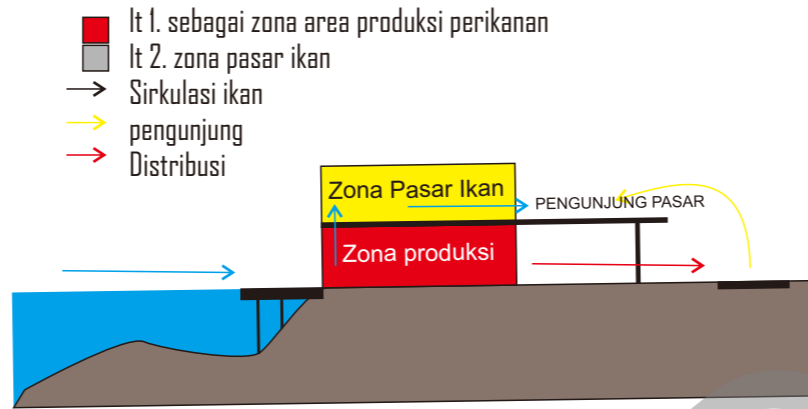 lt 1. sebagai zona area produksi perikanan
lt 2. zona pasar ikan
Sirkulasi ikan
pengunjung
Distribusi
Zona Pasar Ikan
PENGUNJUNG PASAR
Zona produksi